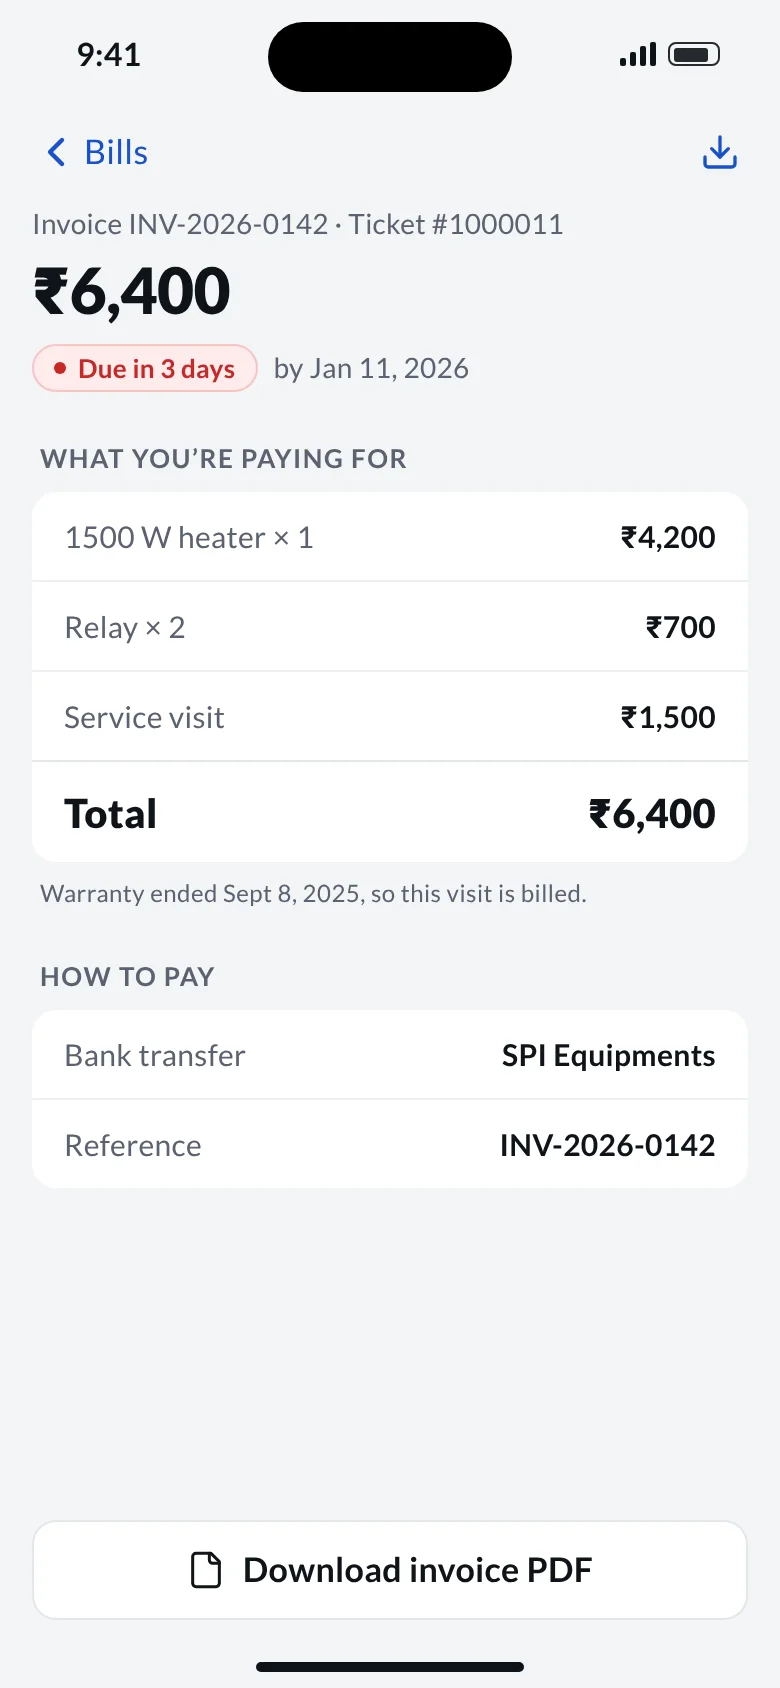 9:41
Bills
Invoice INV-2026-0142 · Ticket #1000011
₹6,400
Due in 3 days by Jan 11, 2026
WHAT YOU’RE PAYING FOR
1500 W heater × 1 ₹4,200
Relay × 2 ₹700
Service visit ₹1,500
Total ₹6,400
Warranty ended Sept 8, 2025, so this visit is billed.
HOW TO PAY
Bank transfer SPI Equipments
Reference INV-2026-0142
Download invoice PDF